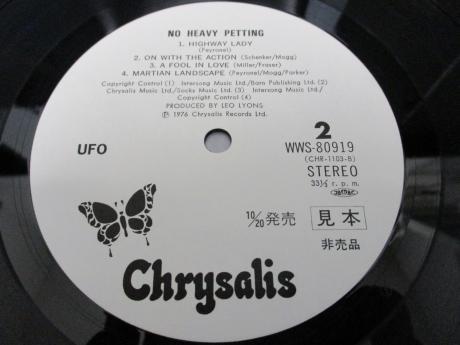 NO HEAVY PETTING
1. HIGHWAY LADY
(Peyronel)
2. ON WITH THE ACTION (Schenker/Mogg)
3. A FOOL IN LOVE (Miller/Fraser)
4. MARTIAN LANDSCAPE (Peyronel/Mogg/Parker)
Copyright Control (1) Intersong Music Ltd./Barn Publishing Ltd. (2)
Chrysalis Music Ltd./Socks Music Ltd. (3) Intersong Music Ltd./
Copyright Control (4)
PRODUCED BY LEO LYONS
Ⓟ 1976 Chrysalis Records Ltd.
UFO
2
WWS-80919
(CHR-1103-B)
STEREO
33⅓ r. p. m.
JASRAC
10/20発売
見本
非売品
Chrysalis